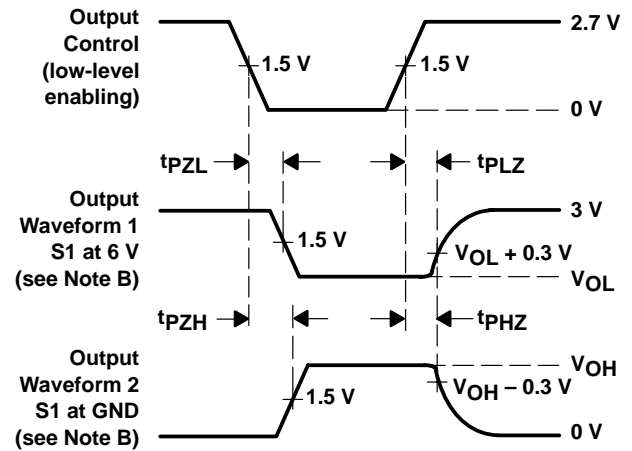 Output
Control
(low-level
enabling)
2.7 V
1.5 V
1.5 V
0 V
tPZL
tPLZ
Output
Waveform 1
S1 at 6 V
(see Note B)
3 V
1.5 V
VOL + 0.3 V
VOL
tPZH
tPHZ
Output
Waveform 2
S1 at GND
(see Note B)
VOH
1.5 V
VOH – 0.3 V
0 V